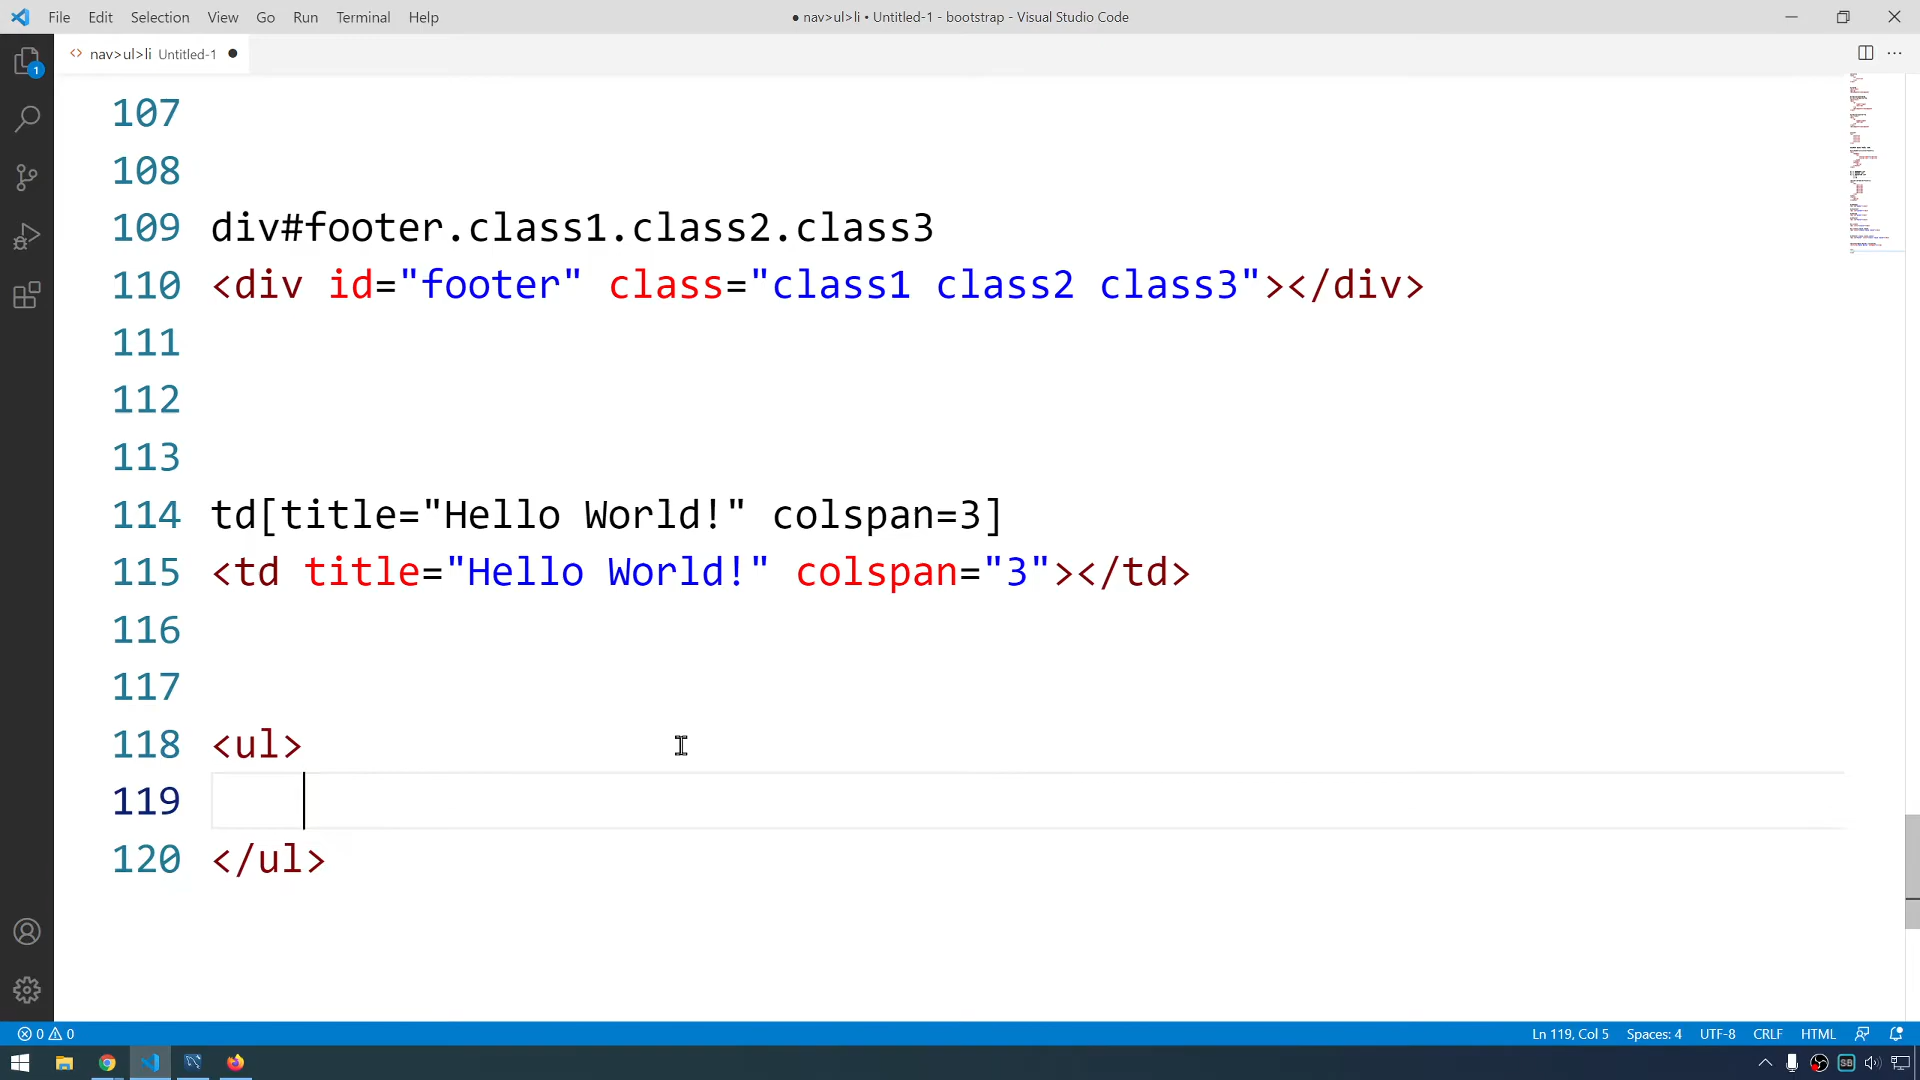 File Edit Selection View Go Run Terminal Help
● nav>ul>li • Untitled-1 - bootstrap - Visual Studio Code
nav>ul>li Untitled-1
1
107
108
109 div#footer.class1.class2.class3
110 <div id="footer" class="class1 class2 class3"></div>
111
112
113
114 td[title="Hello World!" colspan=3]
115 <td title="Hello World!" colspan="3"></td>
116
117
118 <ul>
119
120 </ul>
0 0
Ln 119, Col 5 Spaces: 4 UTF-8 CRLF HTML
SB